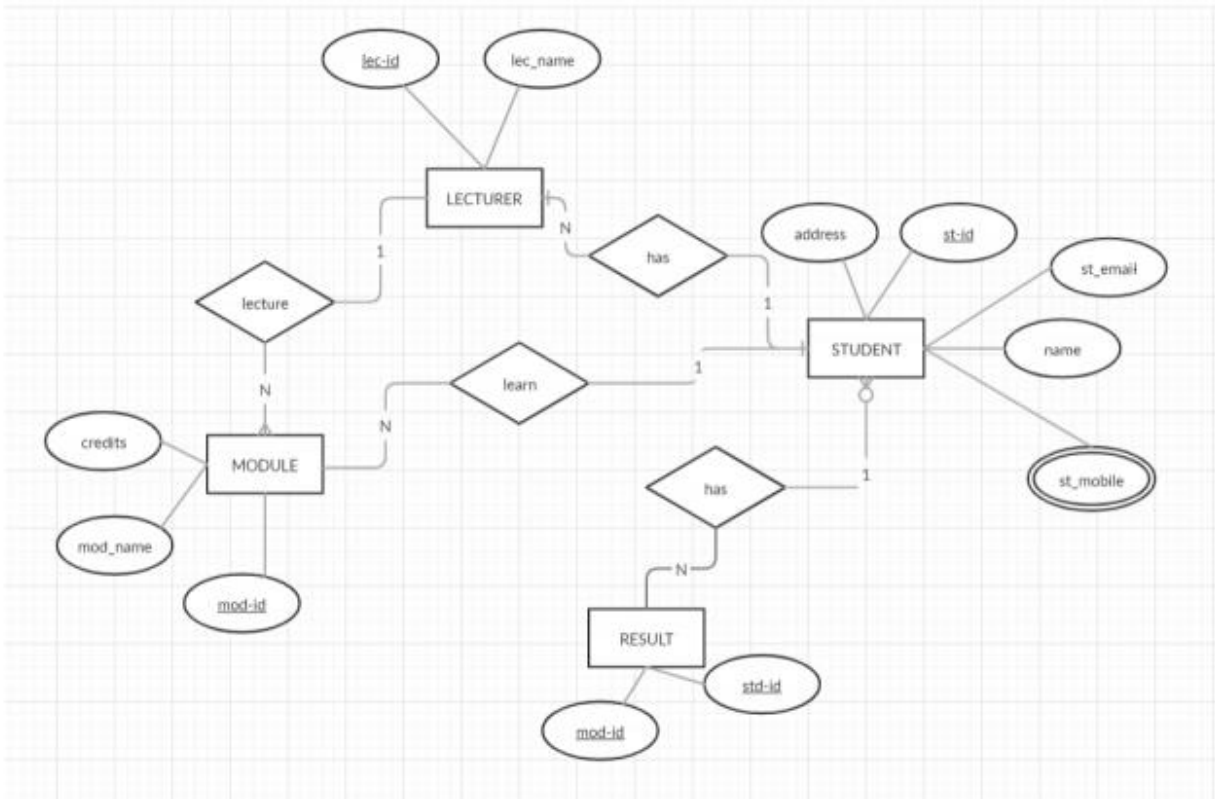 lec-id
lec_name
LECTURER
N
has
address
st-id
st_email
1
lecture
1
STUDENT
name
learn
1
N
N
credits
MODULE
has
1
st_mobile
mod_name
N
mod-id
RESULT
std-id
mod-id